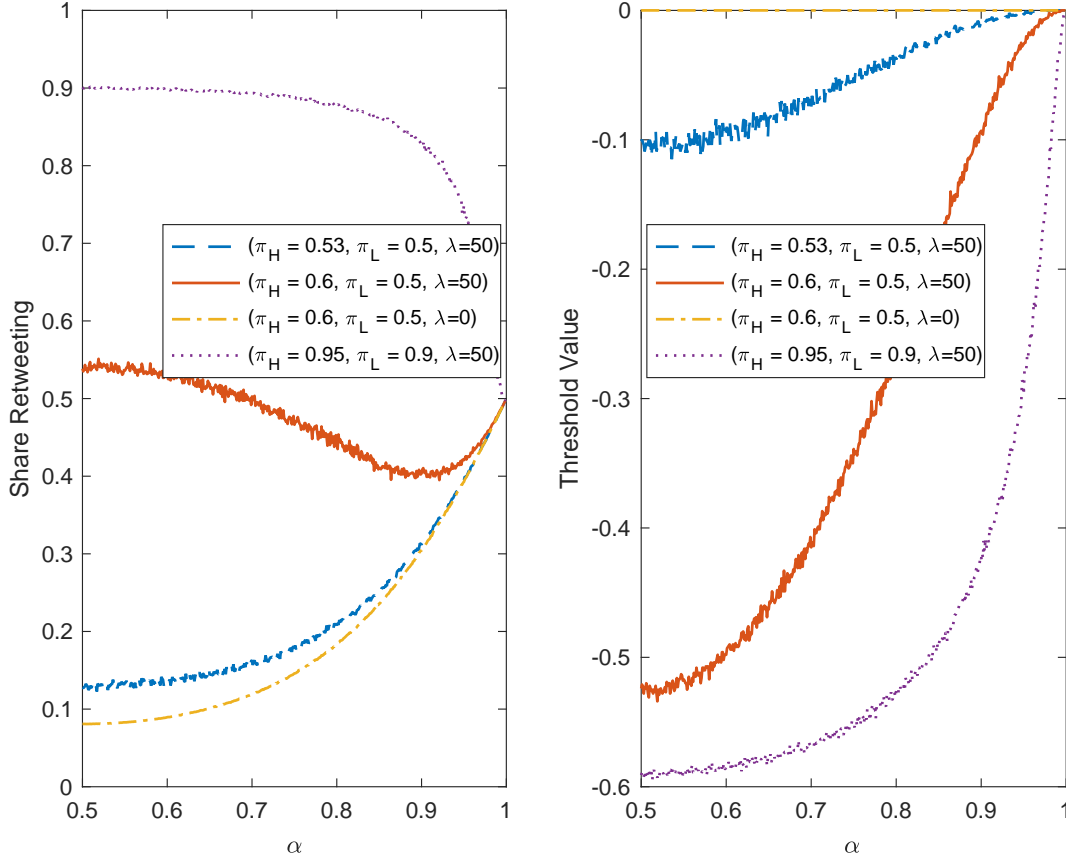 1
0.9
0.8
0.7
0.6
0.5
0.4
0.3
0.2
0.1
0
Share Retweeting
(π_H = 0.53, π_L = 0.5, λ=50)
(π_H = 0.6, π_L = 0.5, λ=50)
(π_H = 0.6, π_L = 0.5, λ=0)
(π_H = 0.95, π_L = 0.9, λ=50)
0.5 0.6 0.7 0.8 0.9 1
α
0
-0.1
-0.2
-0.3
-0.4
-0.5
-0.6
Threshold Value
(π_H = 0.53, π_L = 0.5, λ=50)
(π_H = 0.6, π_L = 0.5, λ=50)
(π_H = 0.6, π_L = 0.5, λ=0)
(π_H = 0.95, π_L = 0.9, λ=50)
0.5 0.6 0.7 0.8 0.9 1
α